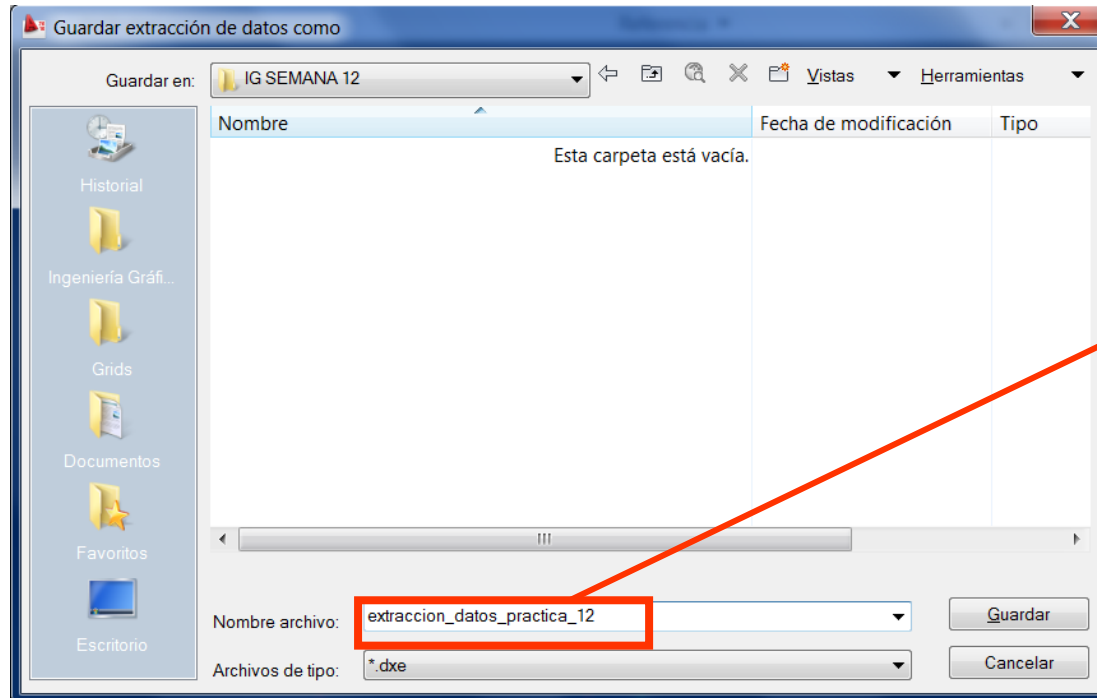 Guardar extracción de datos como
Guardar en: IG SEMANA 12 Vistas Herramientas
Nombre Fecha de modificación Tipo
Esta carpeta está vacía.
Historial
Ingeniería Gráfi...
Grids
Documentos
Favoritos
Escritorio
Nombre archivo: extraccion_datos_practica_12 Guardar
Archivos de tipo: *.dxe Cancelar